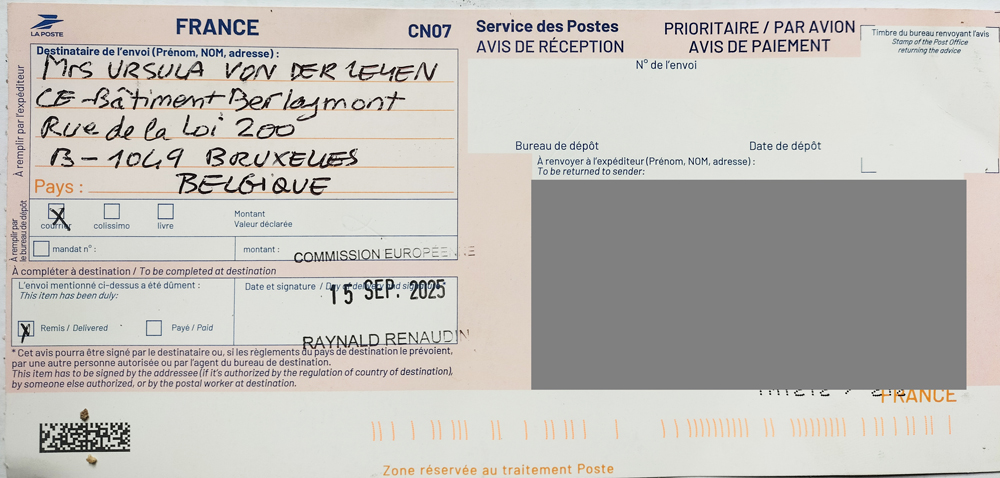 LA POSTE
FRANCE
CN07
Destinataire de l'envoi (Prénom, NOM, adresse) :
Mrs URSULA VON DER LEYEN
CE - Bâtiment Berlaymont
Rue de la Loi 200
B - 1049 BRUXELLES
Pays : BELGIQUE
À remplir par l'expéditeur
À remplir par
le bureau de dépôt
courrier
colissimo
livre
Montant
Valeur déclarée
mandat n° :
montant :
COMMISSION EUROPÉENNE
À compléter à destination / To be completed at destination
L'envoi mentionné ci-dessus a été dûment :
This item has been duly:
Date et signature / Day of delivery and signature
15 SEP. 2025
Remis / Delivered
Payé / Paid
RAYNALD RENAUDIN
* Cet avis pourra être signé par le destinataire ou, si les règlements du pays de destination le prévoient,
par une autre personne autorisée ou par l'agent du bureau de destination.
This item has to be signed by the addressee (if it's authorized by the regulation of country of destination),
by someone else authorized, or by the postal worker at destination.
Service des Postes
AVIS DE RÉCEPTION
PRIORITAIRE / PAR AVION
AVIS DE PAIEMENT
Timbre du bureau renvoyant l'avis
Stamp of the Post Office
returning the advice
N° de l'envoi
Bureau de dépôt
Date de dépôt
À renvoyer à l'expéditeur (Prénom, NOM, adresse) :
To be returned to sender:
FRANCE
Zone réservée au traitement Poste